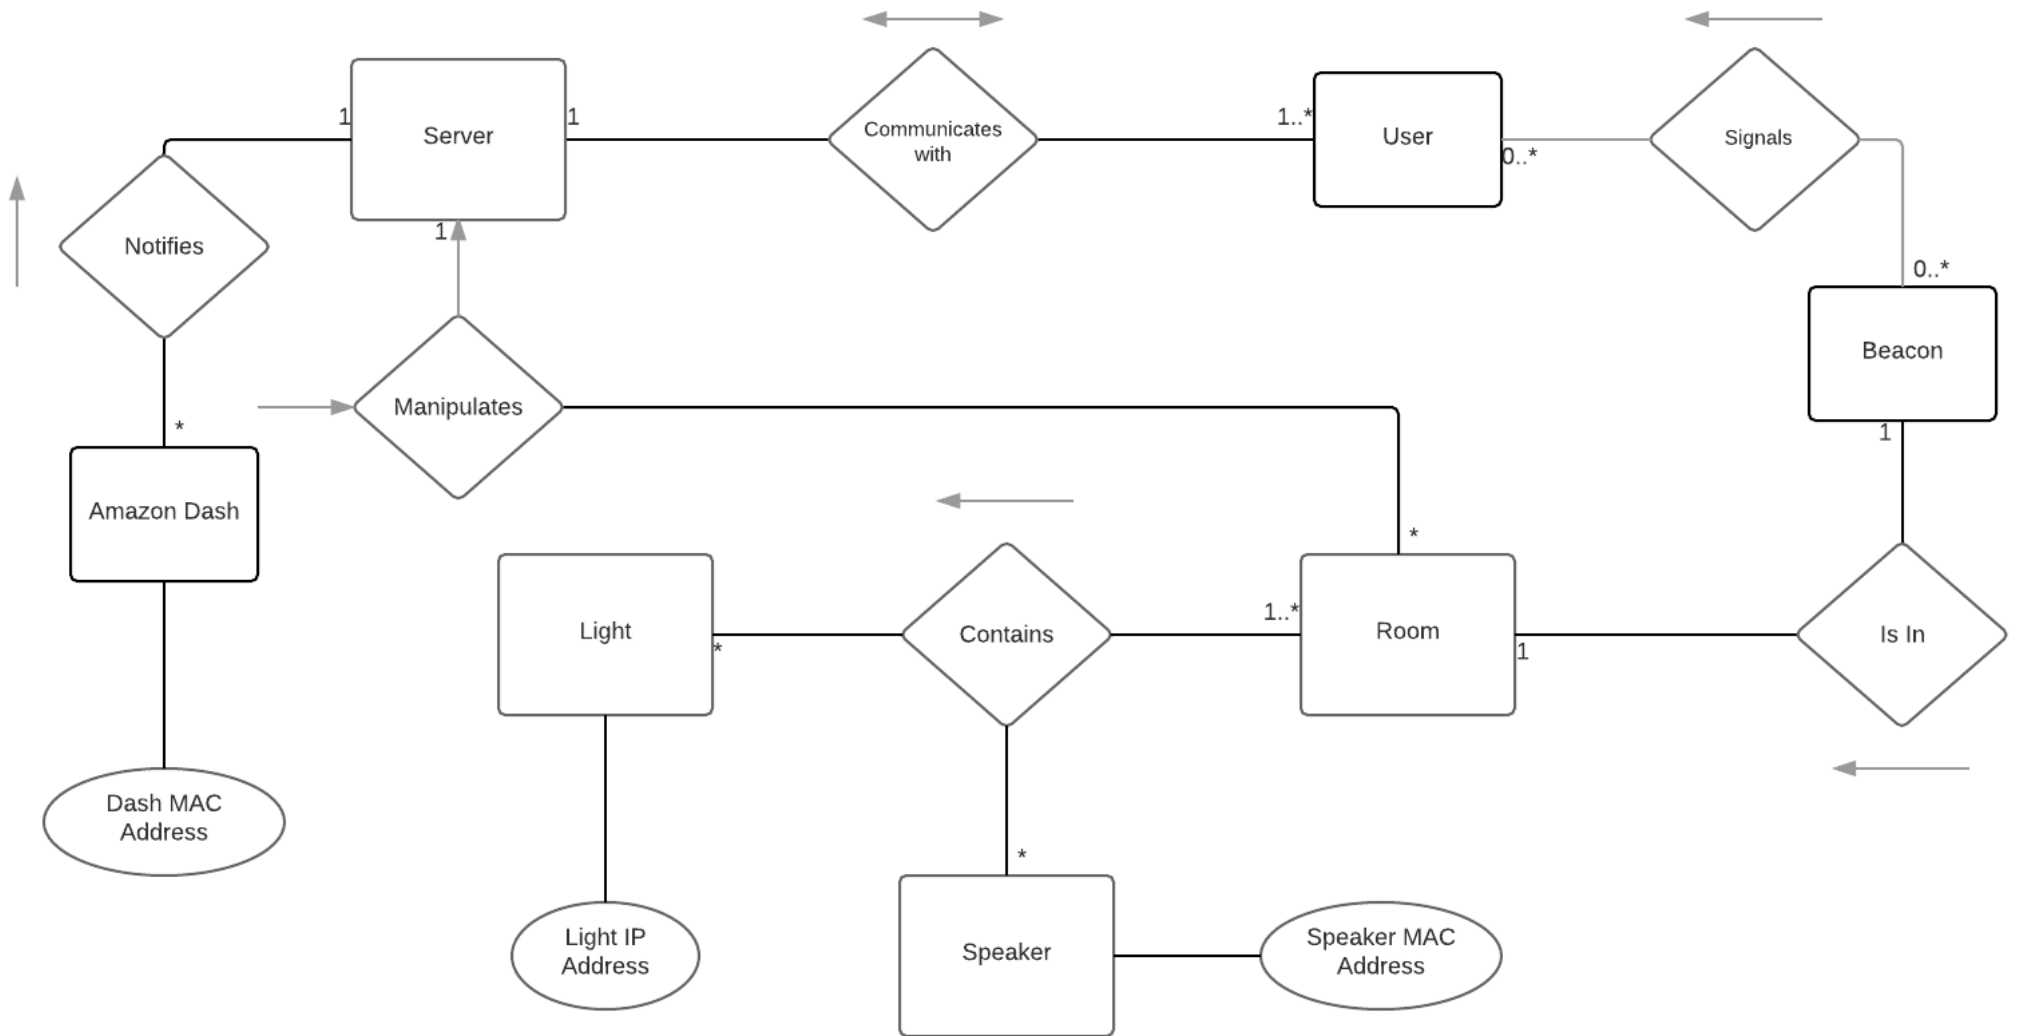 1
Server
1
Communicates
with
1..*
User
0..*
Signals
Notifies
1
0..*
Beacon
1
Manipulates
*
Amazon Dash
*
Light
*
Contains
1..*
Room
1
Is In
Dash MAC
Address
*
Light IP
Address
Speaker
Speaker MAC
Address